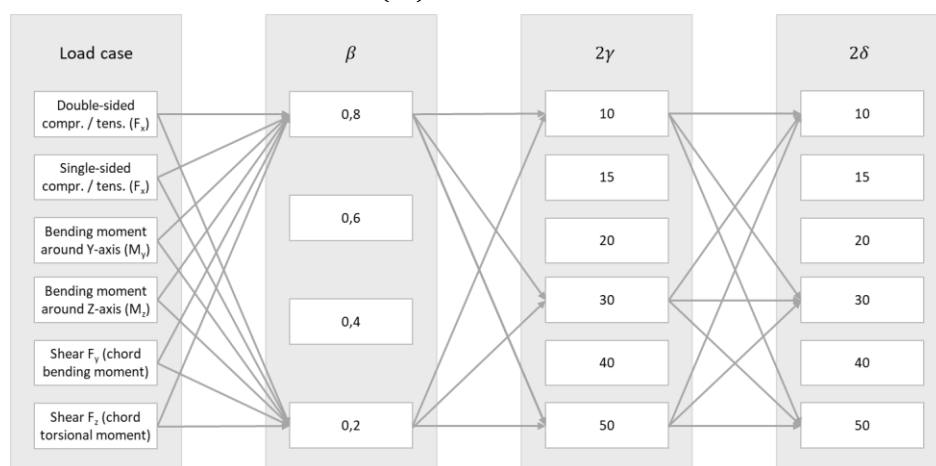 Load case
β
2γ
2δ
Double-sided
compr. / tens. (Fₓ)
Single-sided
compr. / tens. (Fₓ)
Bending moment
around Y-axis (My)
Bending moment
around Z-axis (Mz)
Shear Fy (chord
bending moment)
Shear Fz (chord
torsional moment)
0,8
0,6
0,4
0,2
10
15
20
30
40
50
10
15
20
30
40
50